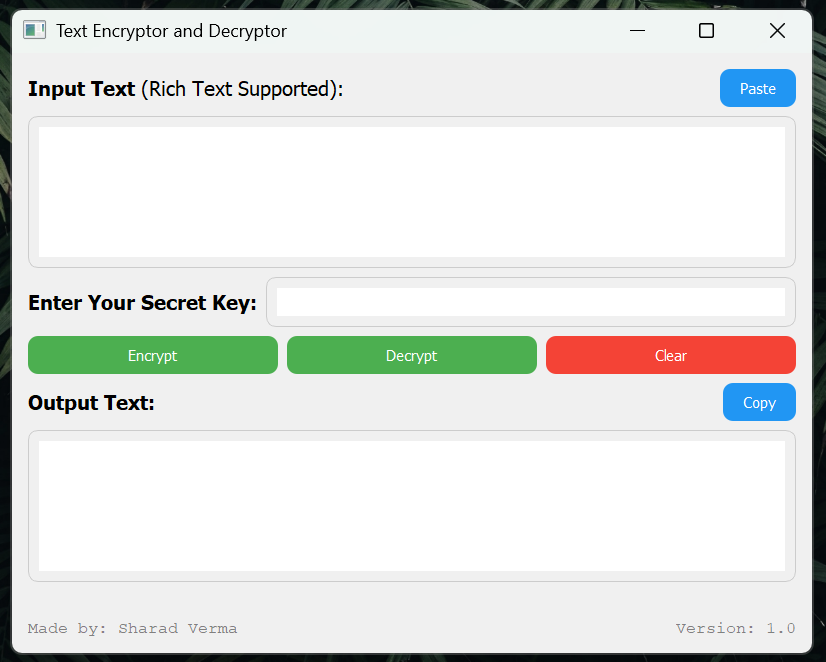 Text Encryptor and Decryptor
Input Text (Rich Text Supported):
Paste
Enter Your Secret Key:
Encrypt
Decrypt
Clear
Output Text:
Copy
Made by: Sharad Verma
Version: 1.0